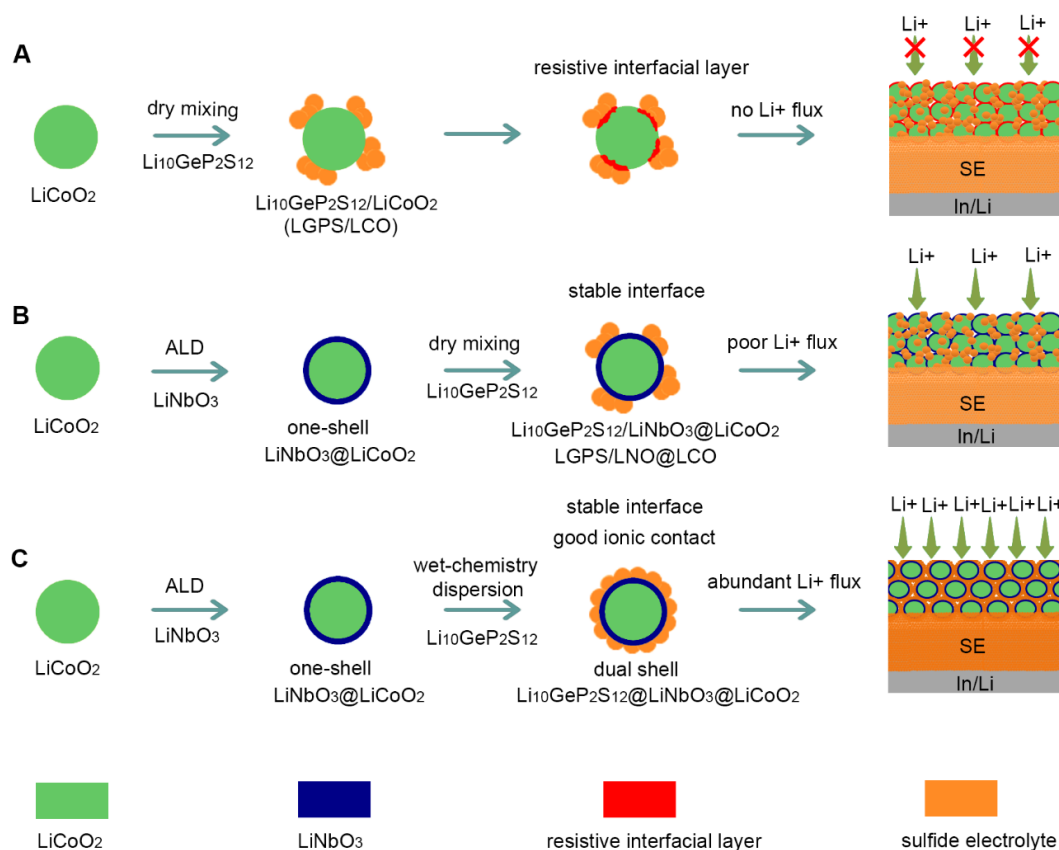 A
LiCoO2
dry mixing
Li10GeP2S12
Li10GeP2S12/LiCoO2
(LGPS/LCO)
resistive interfacial layer
no Li+ flux
Li+ Li+ Li+
SE
In/Li
B
LiCoO2
ALD
LiNbO3
one-shell
LiNbO3@LiCoO2
dry mixing
Li10GeP2S12
stable interface
Li10GeP2S12/LiNbO3@LiCoO2
LGPS/LNO@LCO
poor Li+ flux
Li+ Li+ Li+
SE
In/Li
C
LiCoO2
ALD
LiNbO3
one-shell
LiNbO3@LiCoO2
wet-chemistry
dispersion
Li10GeP2S12
stable interface
good ionic contact
dual shell
Li10GeP2S12@LiNbO3@LiCoO2
abundant Li+ flux
Li+ Li+ Li+ Li+ Li+ Li+
SE
In/Li
LiCoO2
LiNbO3
resistive interfacial layer
sulfide electrolyte